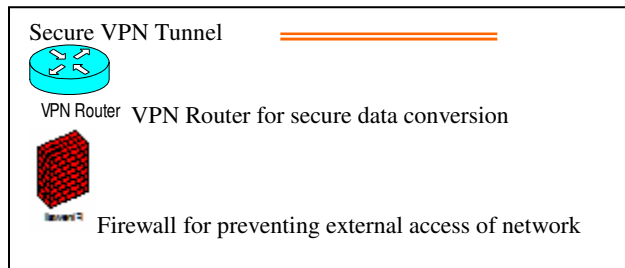 Secure VPN Tunnel
VPN Router VPN Router for secure data conversion
Firewall for preventing external access of network